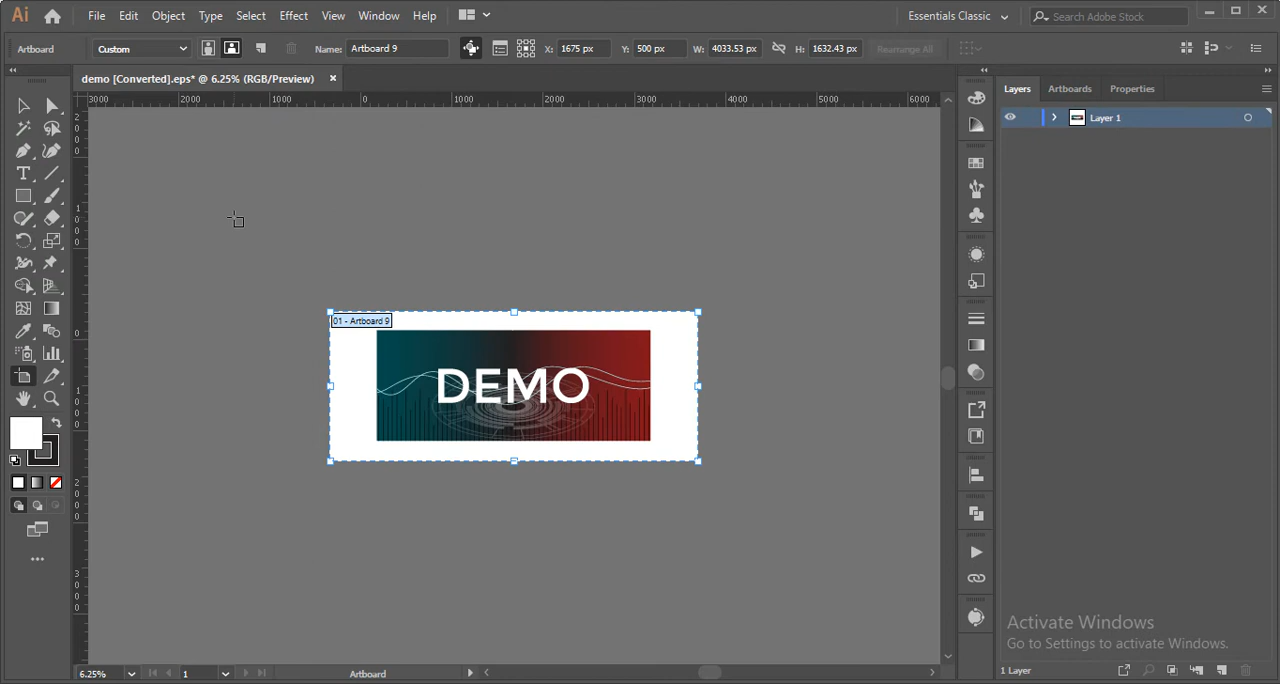 Ai File Edit Object Type Select Effect View Window Help Essentials Classic Search Adobe Stock
Artboard Custom Name: Artboard 9 X: 1675 px Y: 500 px W: 4033.53 px H: 1632.43 px Rearrange All
demo [Converted].eps* @ 6.25% (RGB/Preview) Layers Artboards Properties
3000 2000 1000 0 1000 2000 3000 4000 5000 6000
Layer 1
01 - Artboard 9
DEMO
Activate Windows
Go to Settings to activate Windows.
6.25% 1 Artboard 1 Layer